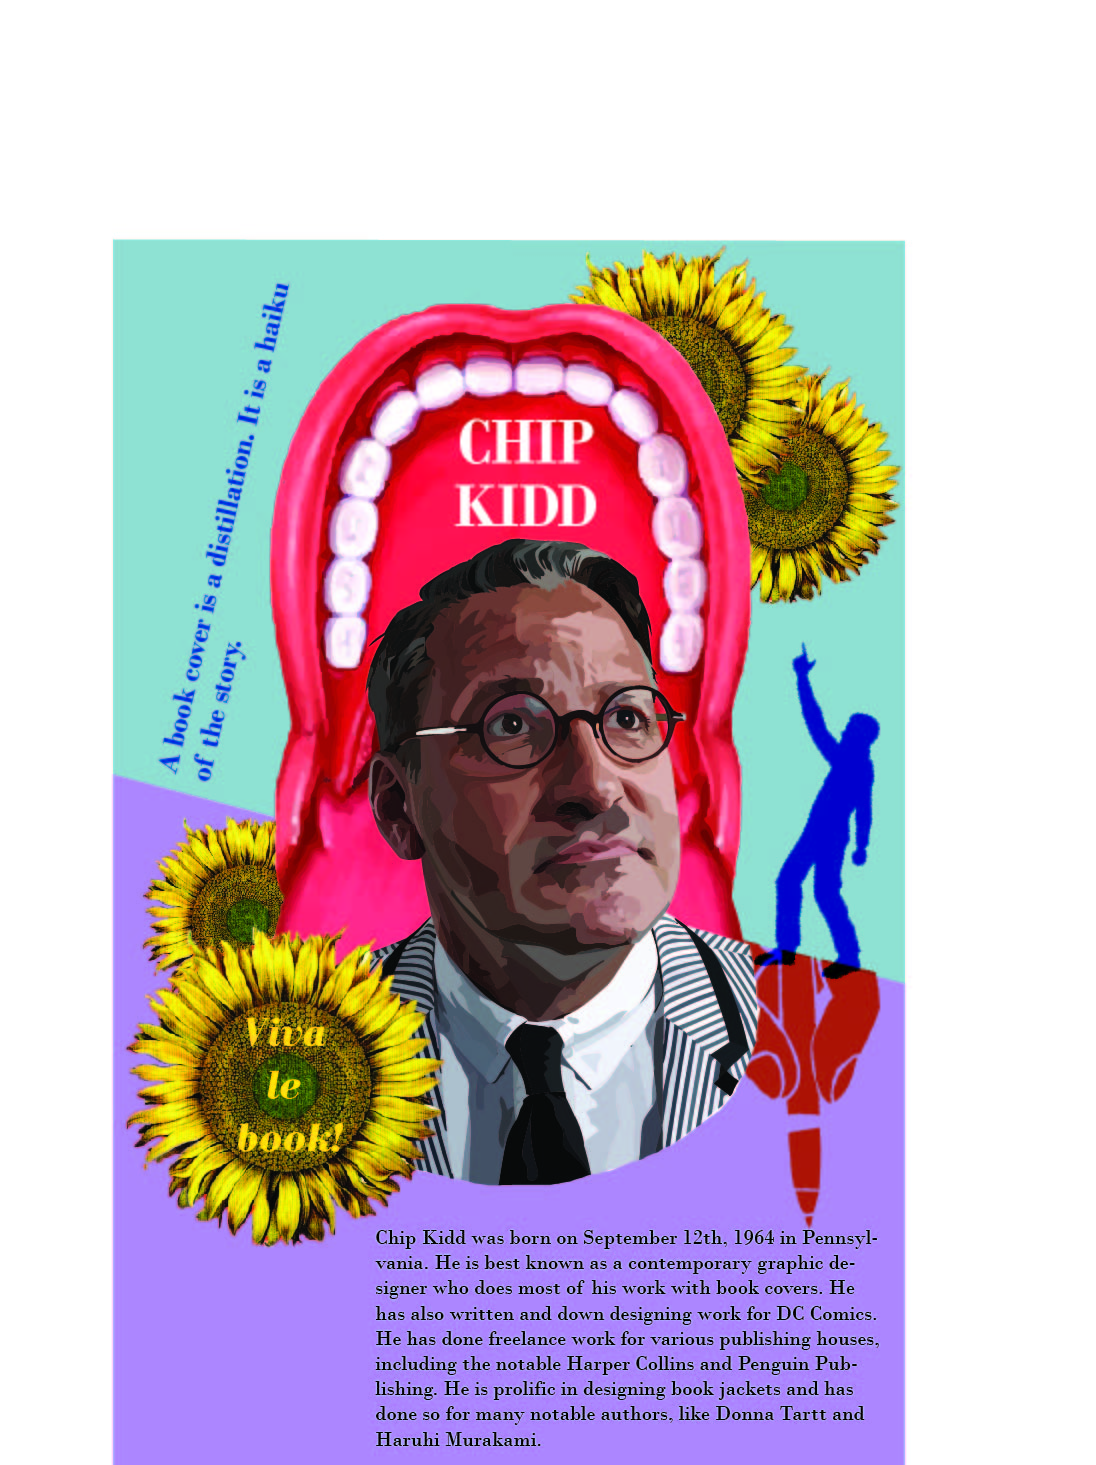 A book cover is a distillation. It is a haiku
of the story.
CHIP
KIDD
Viva
le
book!
Chip Kidd was born on September 12th, 1964 in Pennsyl-
vania. He is best known as a contemporary graphic de-
signer who does most of his work with book covers. He
has also written and down designing work for DC Comics.
He has done freelance work for various publishing houses,
including the notable Harper Collins and Penguin Pub-
lishing. He is prolific in designing book jackets and has
done so for many notable authors, like Donna Tartt and
Haruhi Murakami.